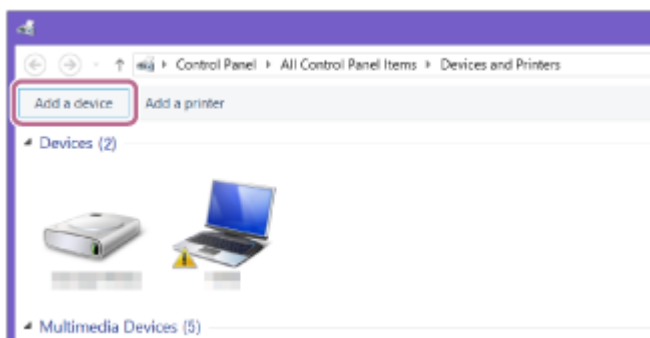 Control Panel All Control Panel Items Devices and Printers
Add a device Add a printer
Devices (2)
Multimedia Devices (5)